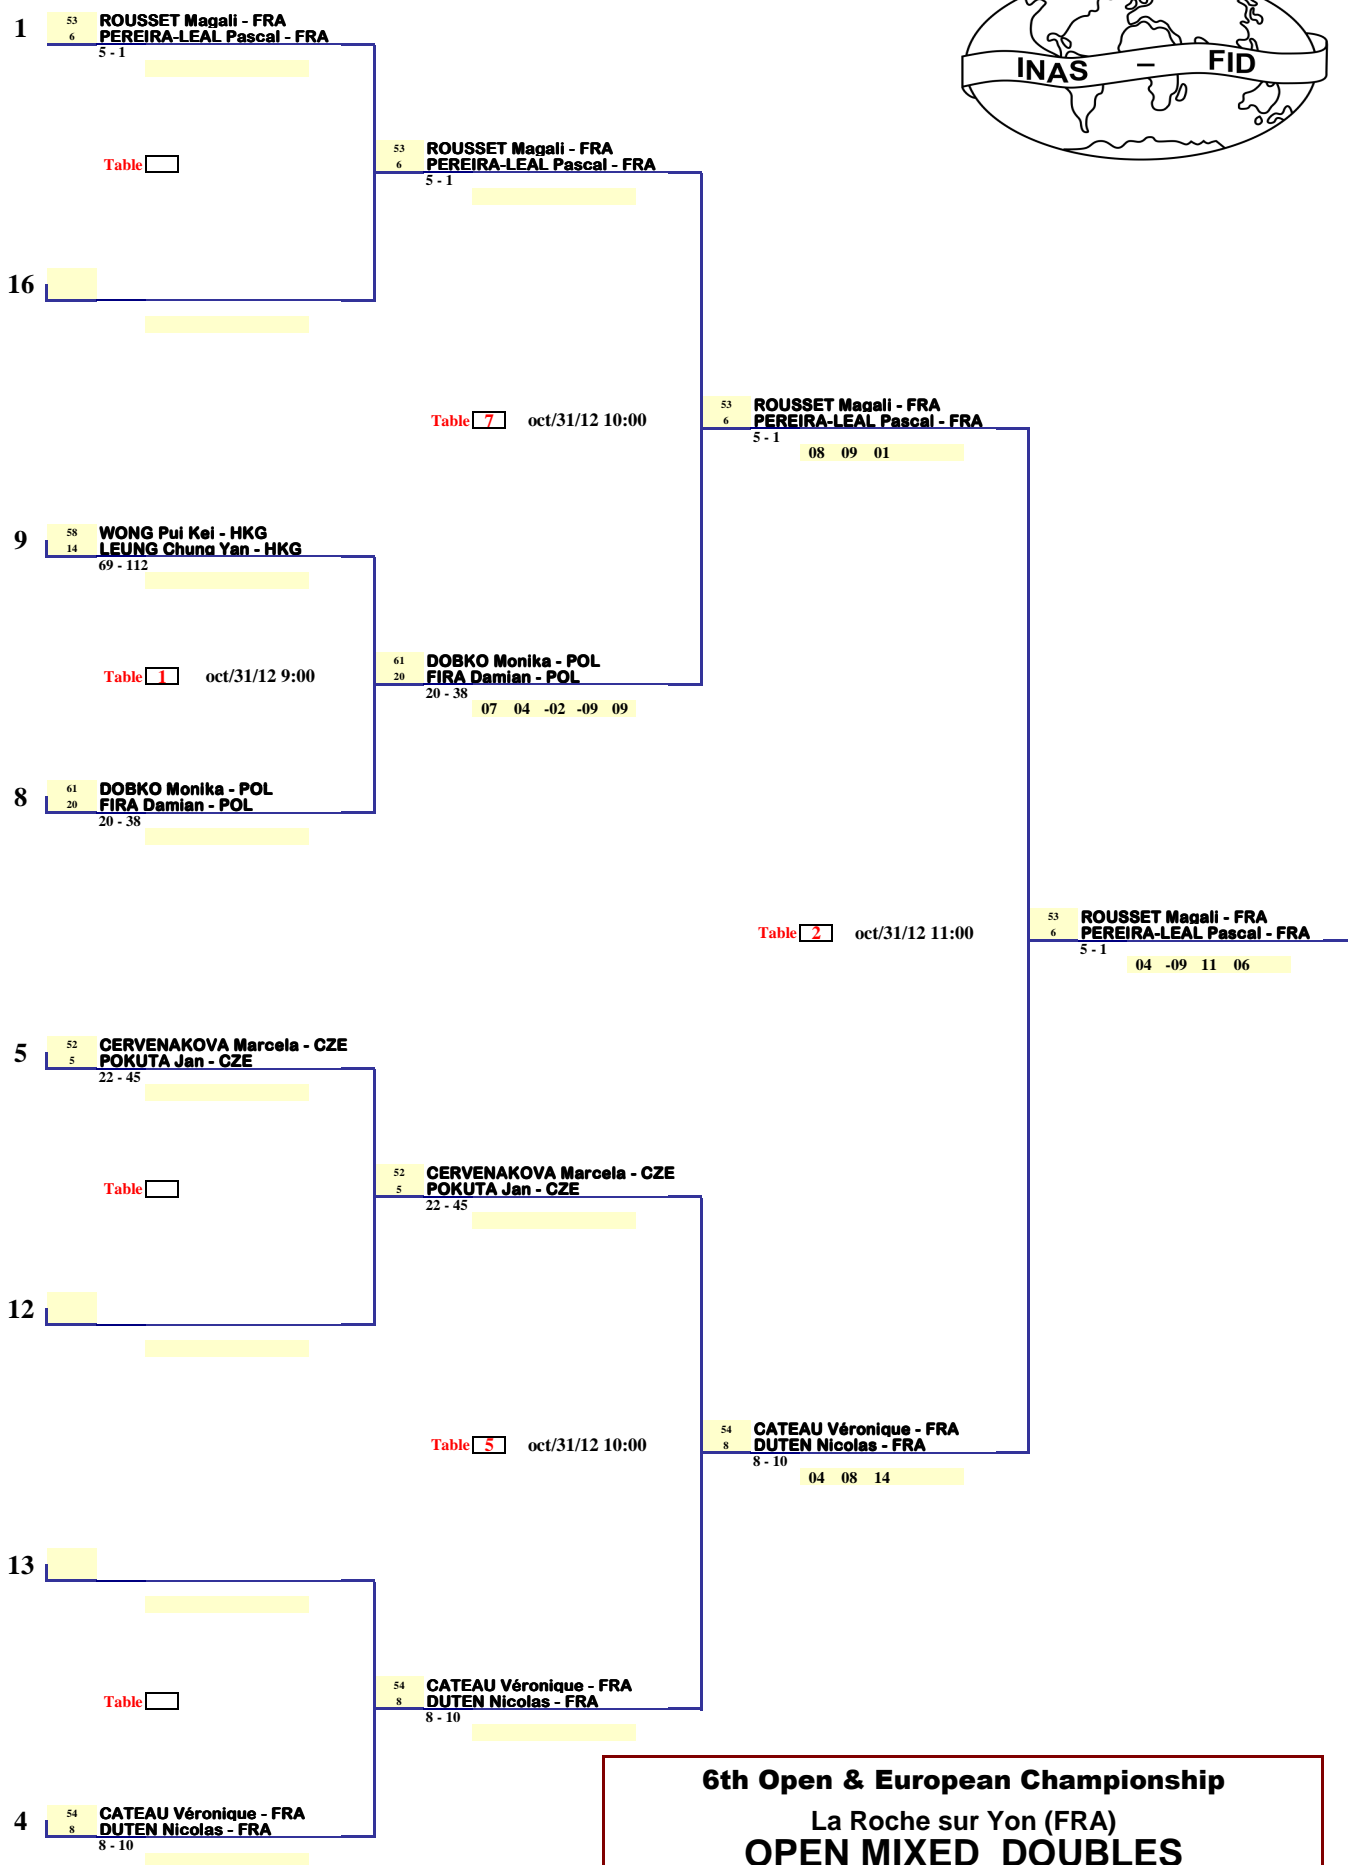 INAS – FID
1
53 ROUSSET Magali - FRA
6 PEREIRA-LEAL Pascal - FRA
5 - 1
Table
53 ROUSSET Magali - FRA
6 PEREIRA-LEAL Pascal - FRA
5 - 1
16
Table 7 oct/31/12 10:00
53 ROUSSET Magali - FRA
6 PEREIRA-LEAL Pascal - FRA
5 - 1
08 09 01
9
58 WONG Pui Kei - HKG
14 LEUNG Chung Yan - HKG
69 - 112
Table 1 oct/31/12 9:00
61 DOBKO Monika - POL
20 FIRA Damian - POL
20 - 38
07 04 -02 -09 09
8
61 DOBKO Monika - POL
20 FIRA Damian - POL
20 - 38
Table 2 oct/31/12 11:00
53 ROUSSET Magali - FRA
6 PEREIRA-LEAL Pascal - FRA
5 - 1
04 -09 11 06
5
52 CERVENAKOVA Marcela - CZE
5 POKUTA Jan - CZE
22 - 45
Table
52 CERVENAKOVA Marcela - CZE
5 POKUTA Jan - CZE
22 - 45
12
Table 5 oct/31/12 10:00
54 CATEAU Véronique - FRA
8 DUTEN Nicolas - FRA
8 - 10
04 08 14
13
Table
54 CATEAU Véronique - FRA
8 DUTEN Nicolas - FRA
8 - 10
4
54 CATEAU Véronique - FRA
8 DUTEN Nicolas - FRA
8 - 10
6th Open & European Championship
La Roche sur Yon (FRA)
OPEN MIXED DOUBLES